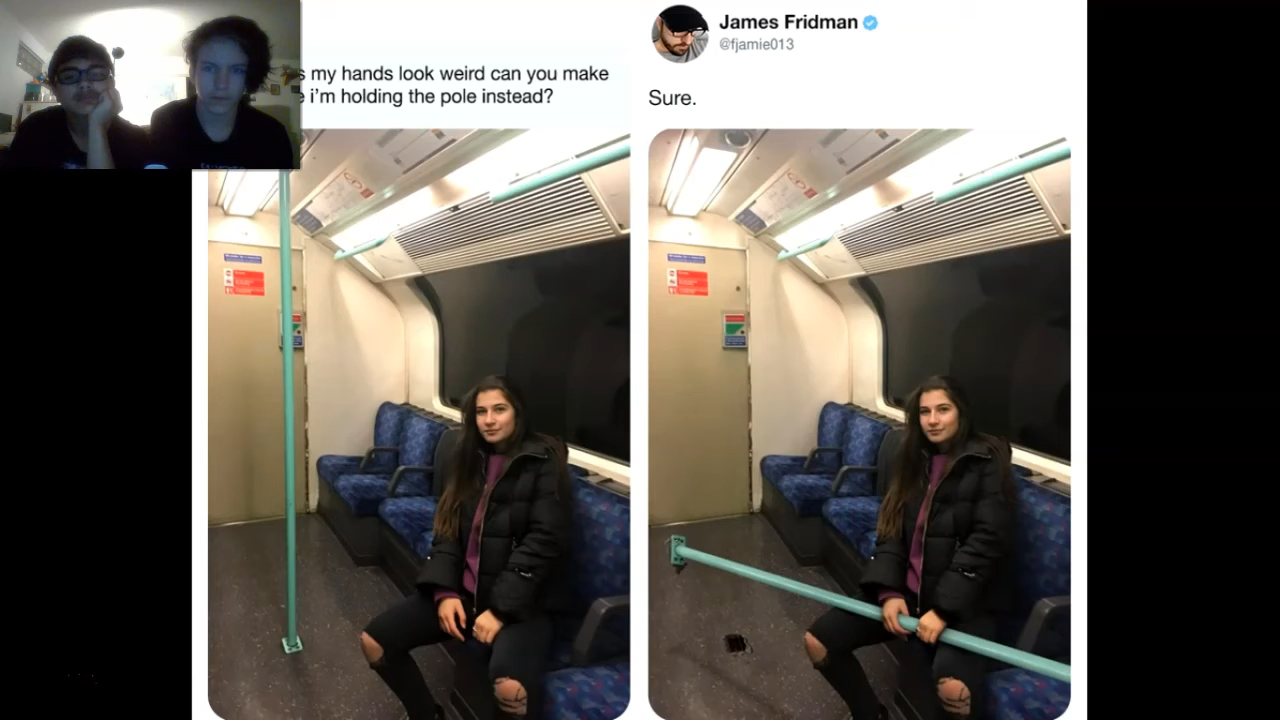 my hands look weird can you make
i'm holding the pole instead?
James Fridman
@fjamie013
Sure.